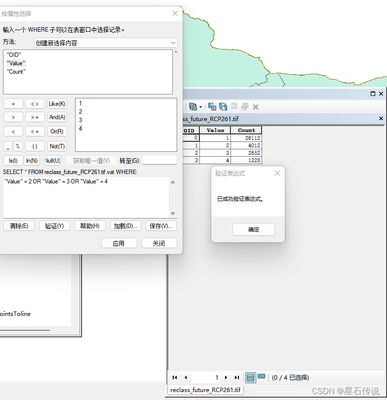 按属性选择
输入一个 WHERE 子句以在表窗口中选择记录。
方法: 创建新选择内容
"OID"
"Value"
"Count"
= <> Like(K)
> >= And(A)
< <= Or(R)
_ % () Not(T)
Is(I) In(N) Null(U) 获取唯一值(V) 转至(G):
1
2
3
4
SELECT * FROM reclass_future_RCP261.tif.vat WHERE:
"Value" = 2 OR "Value" = 3 OR "Value" = 4
清除(E) 验证(Y) 帮助(H) 加载(D)... 保存(V)...
应用 关闭
ss_future_RCP261.tif
OID Value Count
0 1 26112
1 2 4012
2 3 2652
3 4 1228
验证表达式
已成功验证表达式。
确定
ointsToline
1
(0 / 4 已选择)
reclass_future_RCP261.tif
CSDN @星石传说